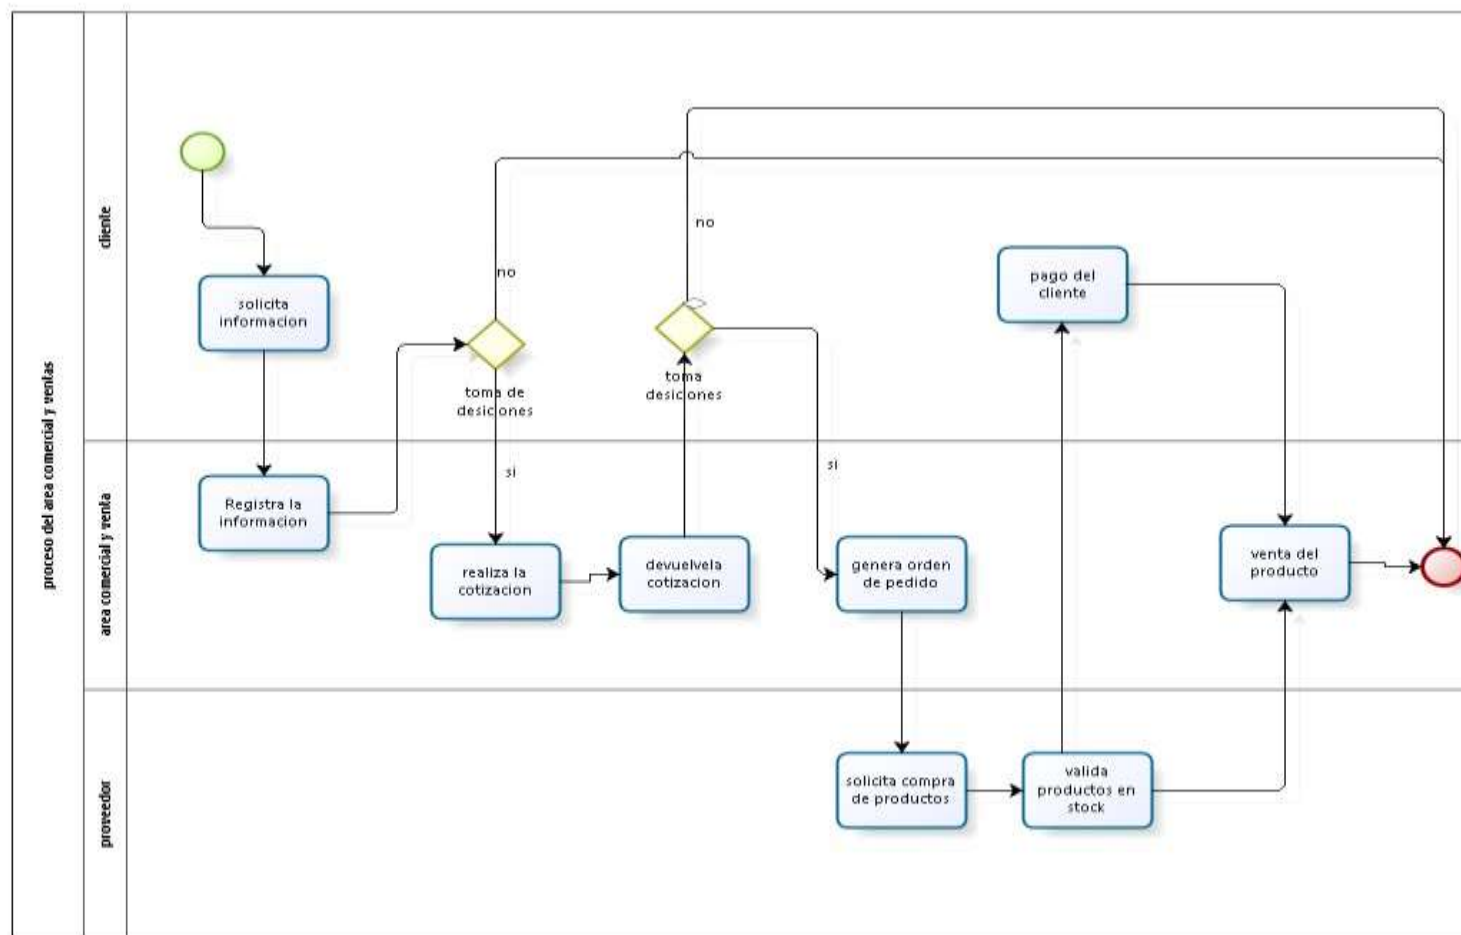 proceso del area comercial y ventas
cliente
solicita
informacion
no
toma de
desiciones
no
toma
desiciones
pago del
cliente
area comercial y venta
Registra la
informacion
si
realiza la
cotizacion
devuelvela
cotizacion
si
genera orden
de pedido
venta del
producto
proveedor
solicita compra
de productos
valida
productos en
stock